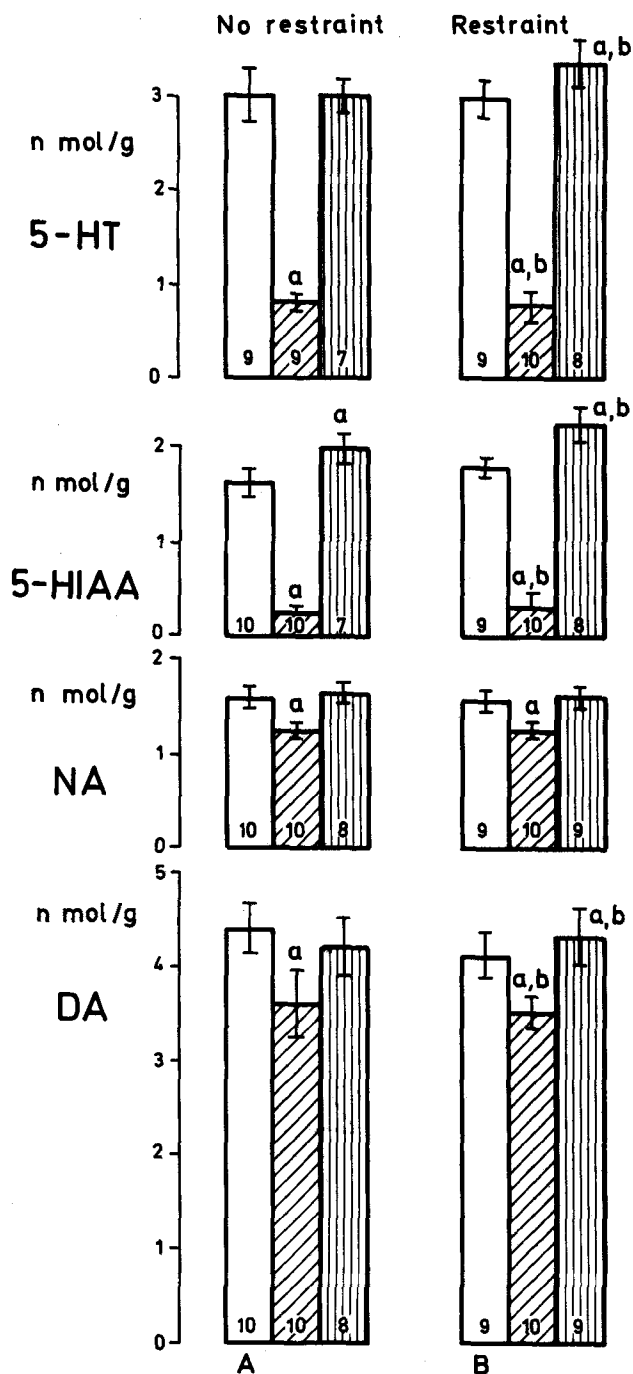 No restraint Restraint
a, b
3
n mol/g
2
5-HT
1
a a, b
0
9 9 7 9 10 8
a a, b
2
n mol/g
1
5-HIAA
a a, b
0
10 10 7 9 10 8
2
n mol/g
a a
1
NA
0
10 10 8 9 10 9
5
n mol/g
a, b
4
a a, b
DA
3
2
1
0
10 10 8 9 10 9
A B